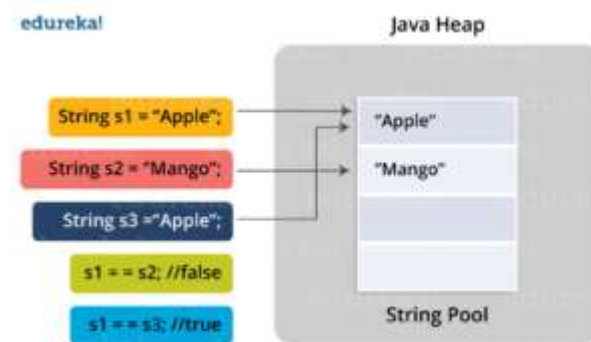 edureka!
Java Heap
String s1 = "Apple";
String s2 = "Mango";
String s3 ="Apple";
s1 = = s2; //false
s1 = = s3; //true
"Apple"
"Mango"
String Pool